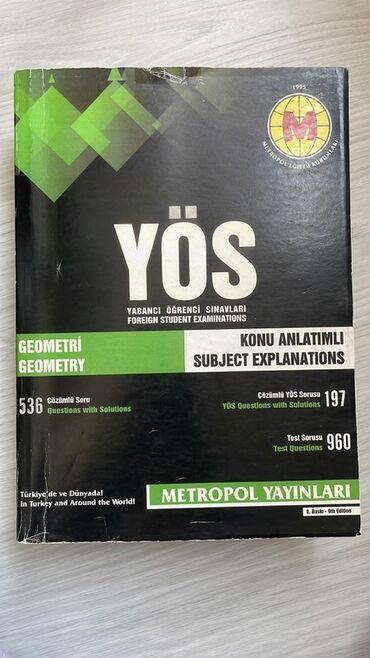 1995
M
METROPOL EĞİTİM KURUMLARI
YÖS
YABANCI ÖĞRENCİ SINAVLARI
FOREIGN STUDENT EXAMINATIONS
GEOMETRİ
GEOMETRY
KONU ANLATIMLI
SUBJECT EXPLANATIONS
536 Çözümlü Soru
Questions with Solutions
Çözümlü YÖS Sorusu 197
YÖS Questions with Solutions
Test Sorusu 960
Test Questions
Türkiye'de ve Dünyada!
In Turkey and Around the World!
METROPOL YAYINLARI
Baskı - 9th Edition